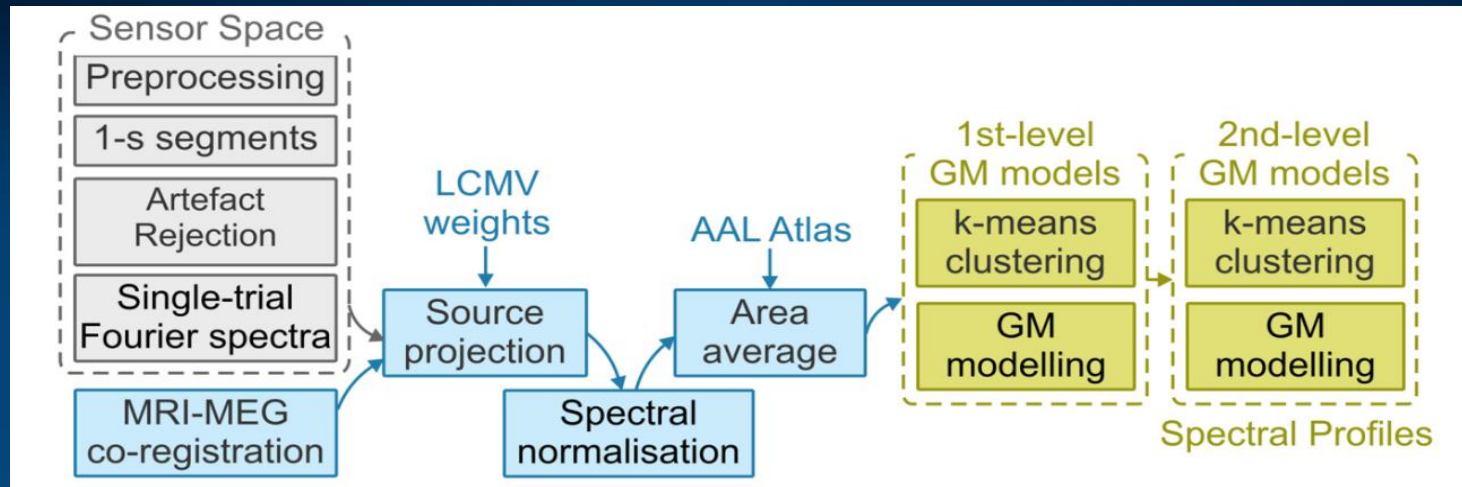 Sensor Space
Preprocessing
1-s segments
Artefact
Rejection
Single-trial
Fourier spectra
MRI-MEG
co-registration
LCMV
weights
Source
projection
Spectral
normalisation
AAL Atlas
Area
average
1st-level
GM models
k-means
clustering
GM
modelling
2nd-level
GM models
k-means
clustering
GM
modelling
Spectral Profiles